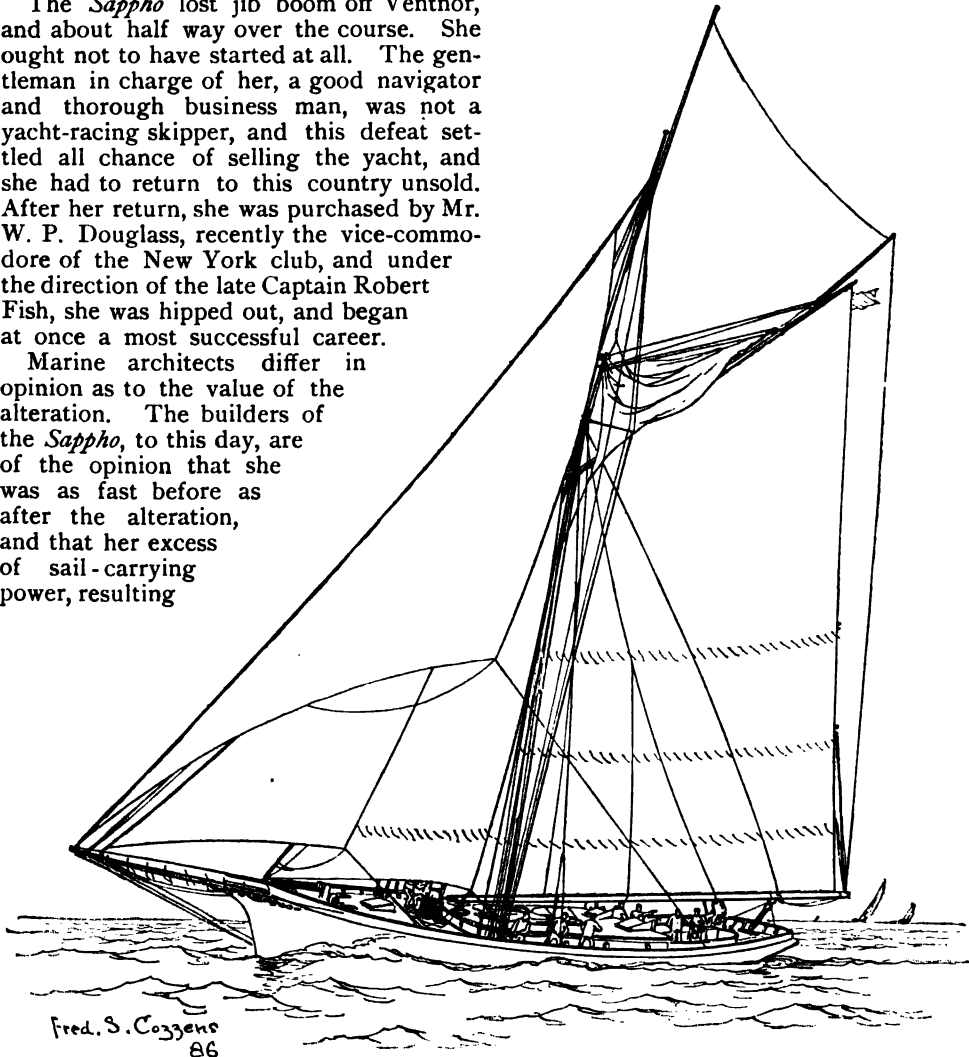 The Sappho lost jib boom off Ventnor,
and about half way over the course. She
ought not to have started at all. The gen-
tleman in charge of her, a good navigator
and thorough business man, was not a
yacht-racing skipper, and this defeat set-
tled all chance of selling the yacht, and
she had to return to this country unsold.
After her return, she was purchased by Mr.
W. P. Douglass, recently the vice-commo-
dore of the New York club, and under
the direction of the late Captain Robert
Fish, she was hipped out, and began
at once a most successful career.
Marine architects differ in
opinion as to the value of the
alteration. The builders of
the Sappho, to this day, are
of the opinion that she
was as fast before as
after the alteration,
and that her excess
of sail-carrying
power, resulting
Fred. S. Cozzens
86